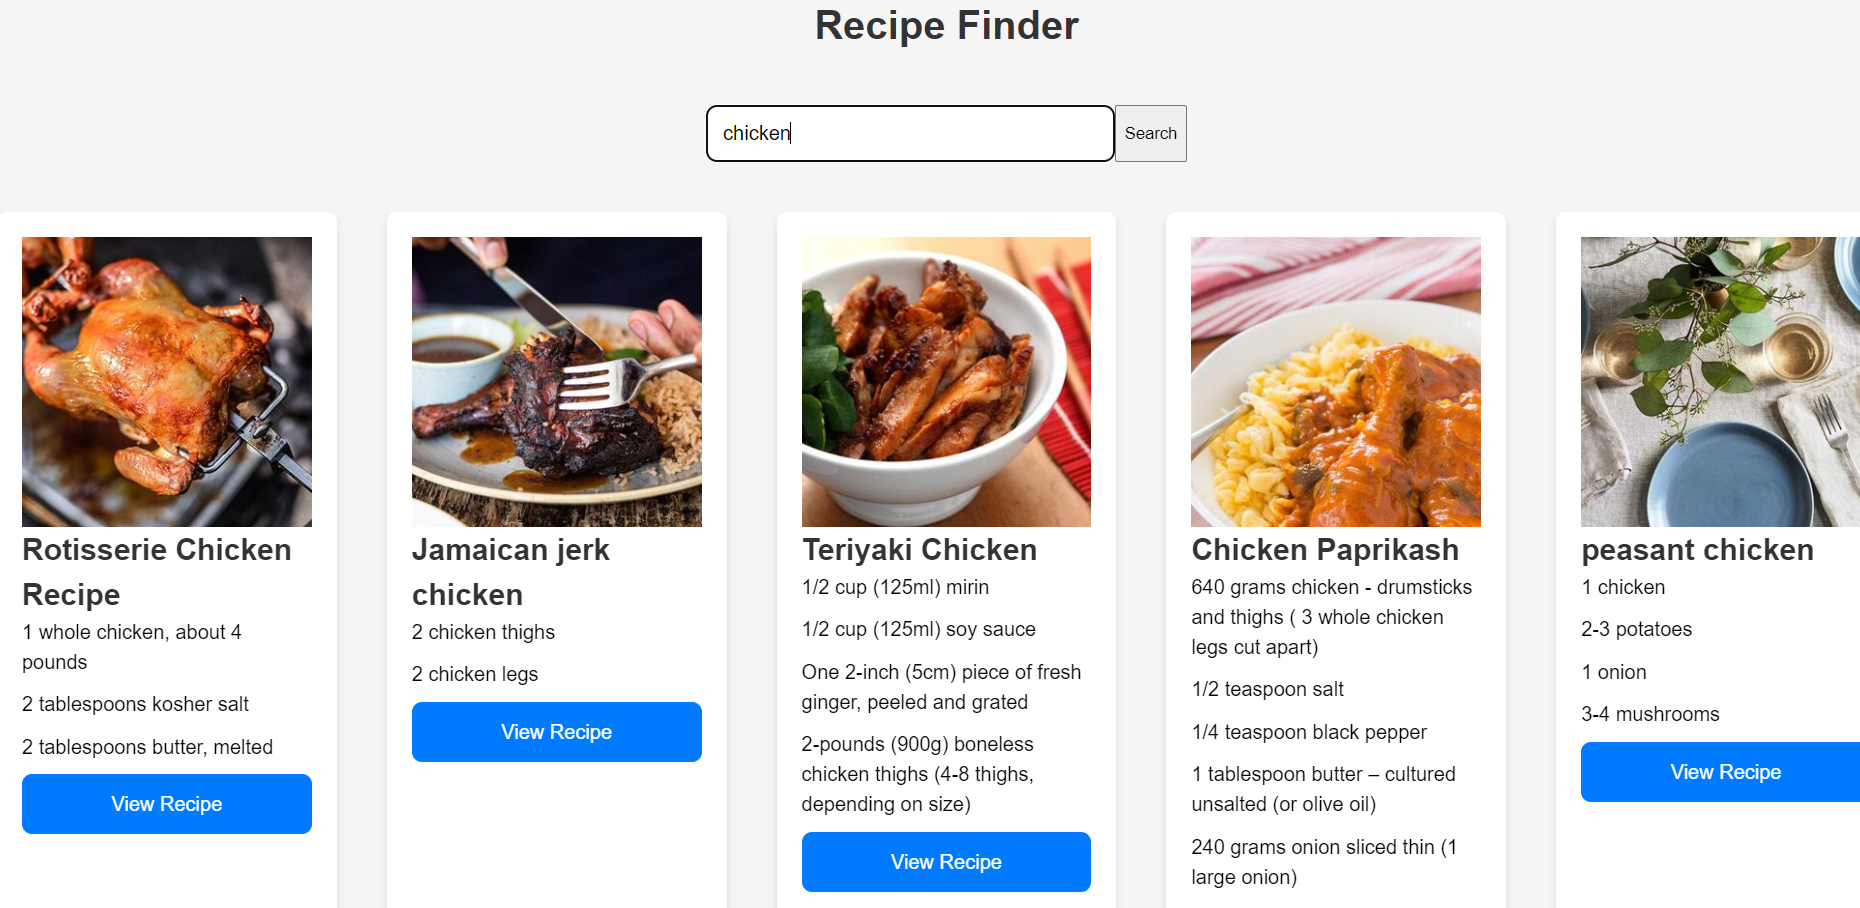 Recipe Finder
chicken
Search
Rotisserie Chicken
Recipe
1 whole chicken, about 4
pounds
2 tablespoons kosher salt
2 tablespoons butter, melted
View Recipe
Jamaican jerk
chicken
2 chicken thighs
2 chicken legs
View Recipe
Teriyaki Chicken
1/2 cup (125ml) mirin
1/2 cup (125ml) soy sauce
One 2-inch (5cm) piece of fresh
ginger, peeled and grated
2-pounds (900g) boneless
chicken thighs (4-8 thighs,
depending on size)
View Recipe
Chicken Paprikash
640 grams chicken - drumsticks
and thighs ( 3 whole chicken
legs cut apart)
1/2 teaspoon salt
1/4 teaspoon black pepper
1 tablespoon butter – cultured
unsalted (or olive oil)
240 grams onion sliced thin (1
large onion)
peasant chicken
1 chicken
2-3 potatoes
1 onion
3-4 mushrooms
View Recipe